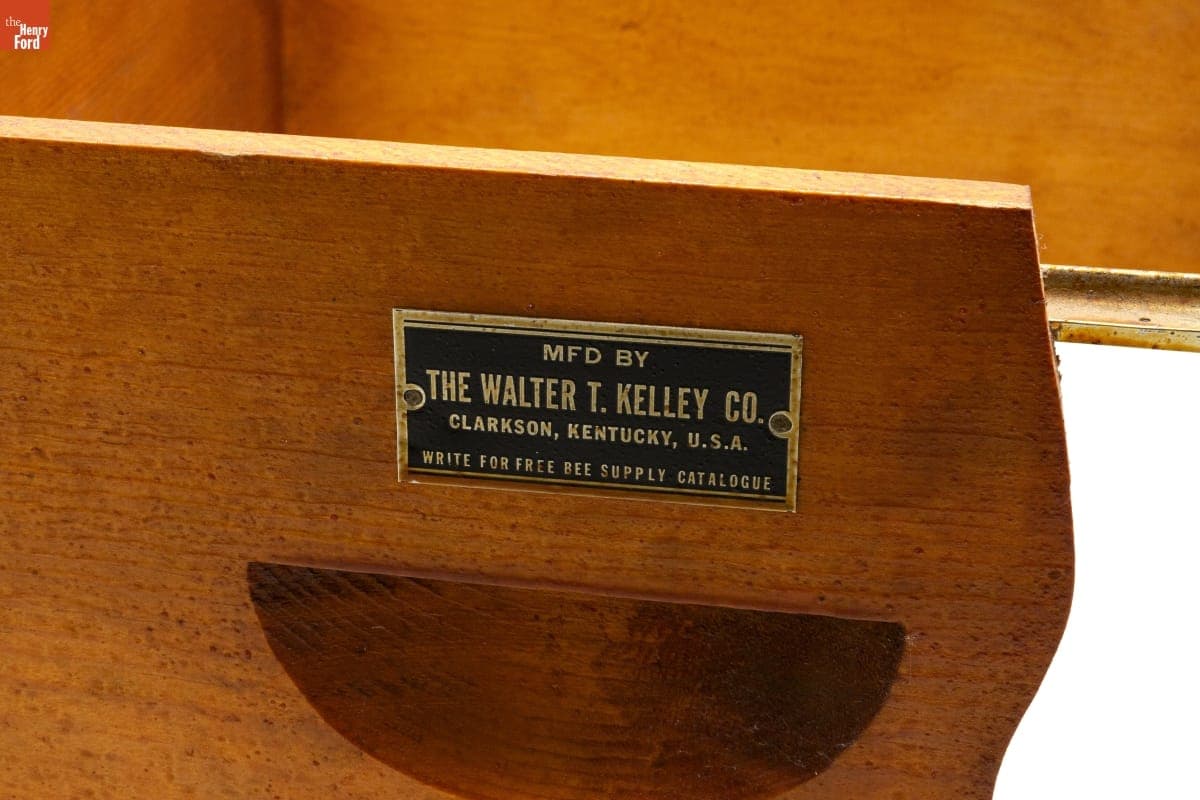 the
Henry
Ford
MFD BY
THE WALTER T. KELLEY CO.
CLARKSON, KENTUCKY, U.S.A.
WRITE FOR FREE BEE SUPPLY CATALOGUE